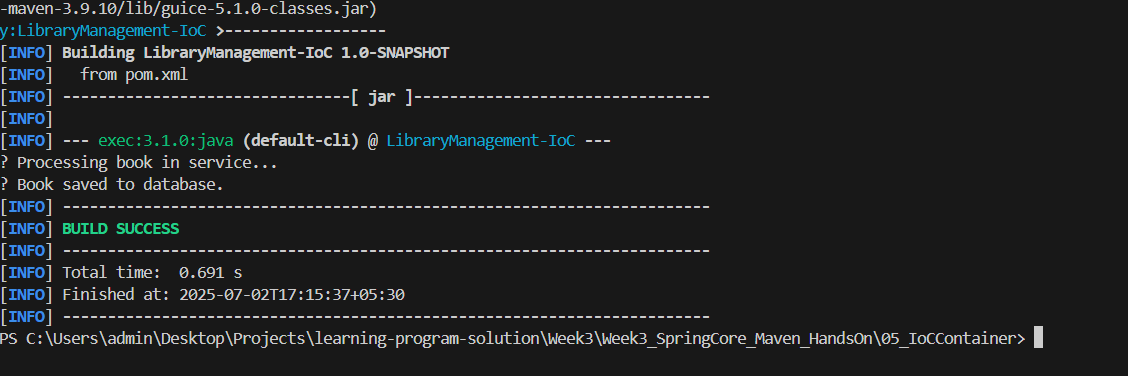 -maven-3.9.10/lib/guice-5.1.0-classes.jar)
y:LibraryManagement-IoC >------------------
[INFO] Building LibraryManagement-IoC 1.0-SNAPSHOT
[INFO]   from pom.xml
[INFO] --------------------------------[ jar ]---------------------------------
[INFO]
[INFO] --- exec:3.1.0:java (default-cli) @ LibraryManagement-IoC ---
? Processing book in service...
? Book saved to database.
[INFO] ------------------------------------------------------------------------
[INFO] BUILD SUCCESS
[INFO] ------------------------------------------------------------------------
[INFO] Total time:  0.691 s
[INFO] Finished at: 2025-07-02T17:15:37+05:30
[INFO] ------------------------------------------------------------------------
PS C:\Users\admin\Desktop\Projects\learning-program-solution\Week3\Week3_SpringCore_Maven_HandsOn\05_IoCContainer>